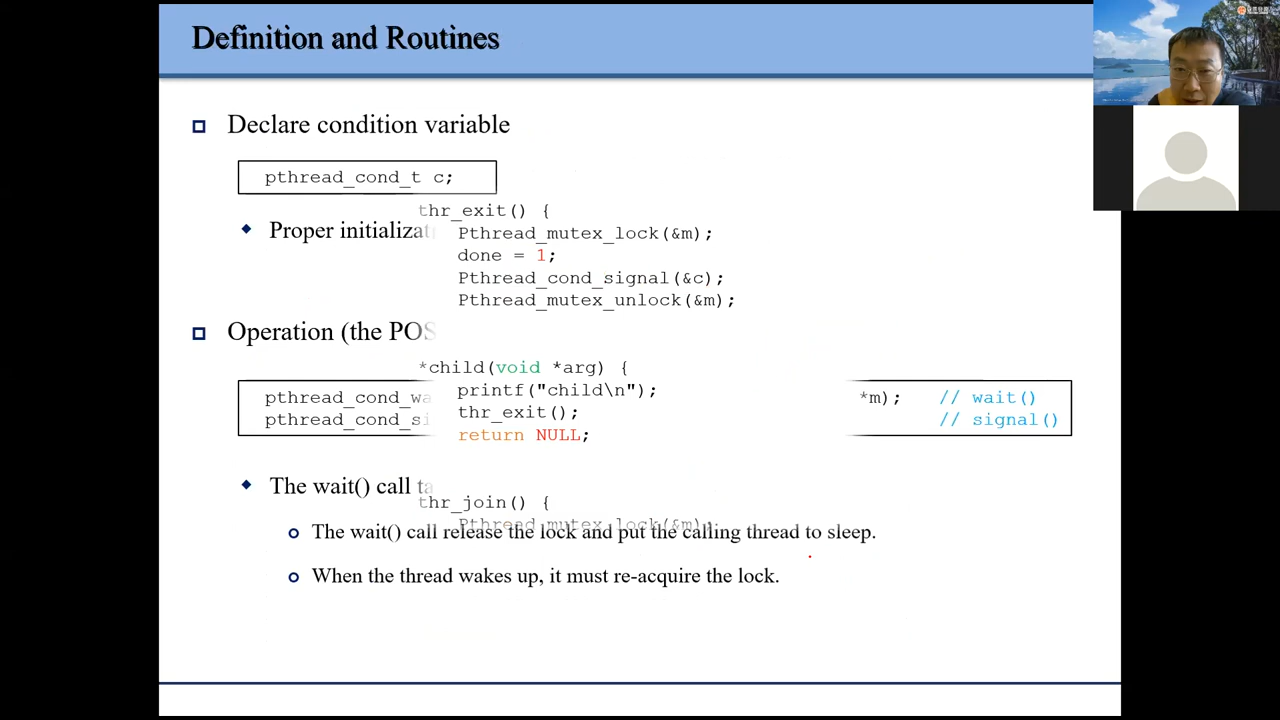 Definition and Routines
Declare condition variable
pthread_cond_t c;
thr_exit() {
Proper initializat
Pthread_mutex_lock(&m);
done = 1;
Pthread_cond_signal(&c);
Pthread_mutex_unlock(&m);
Operation (the POS
*child(void *arg) {
pthread_cond_wa
printf("child\n");
*m); // wait()
pthread_cond_si
thr_exit();
// signal()
return NULL;
The wait() call ta
thr_join() {
Pthread_mutex_lock(&m);
The wait() call release the lock and put the calling thread to sleep.
When the thread wakes up, it must re-acquire the lock.